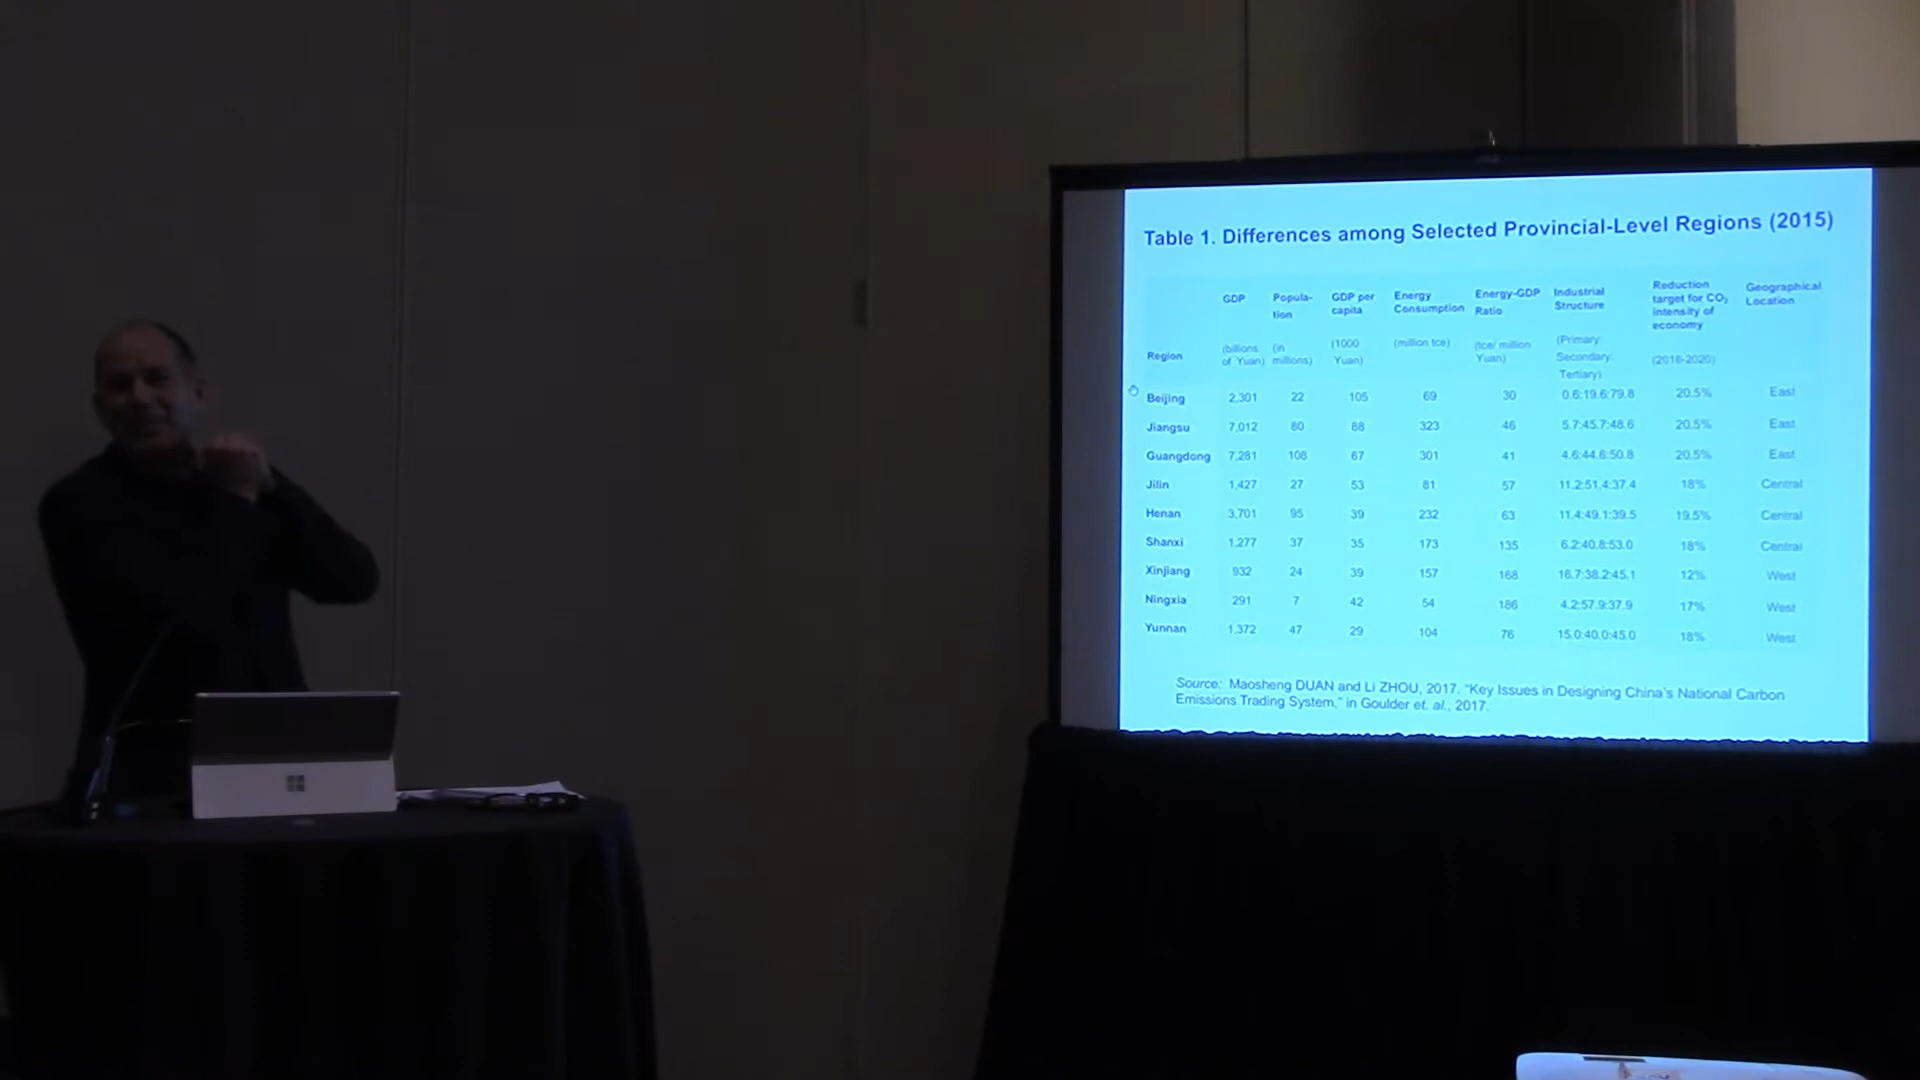 Table 1. Differences among Selected Provincial-Level Regions (2015)
Region GDP (billions of Yuan) Popula-tion (in millions) GDP per capita (1000 Yuan) Energy Consumption (million tce) Energy-GDP Ratio (tce/ million Yuan) Industrial Structure (Primary: Secondary: Tertiary) Reduction target for CO2 intensity of economy (2016-2020) Geographical Location
Beijing 2,301 22 105 69 30 0.6:19.6:79.8 20.5% East
Jiangsu 7,012 80 88 323 46 5.7:45.7:48.6 20.5% East
Guangdong 7,281 108 67 301 41 4.6:44.6:50.8 20.5% East
Jilin 1,427 27 53 81 57 11.2:51.4:37.4 18% Central
Henan 3,701 95 39 232 63 11.4:49.1:39.5 19.5% Central
Shanxi 1,277 37 35 173 135 6.2:40.8:53.0 18% Central
Xinjiang 932 24 39 157 168 16.7:38.2:45.1 12% West
Ningxia 291 7 42 54 186 4.2:57.9:37.9 17% West
Yunnan 1,372 47 29 104 76 15.0:40.0:45.0 18% West
Source: Maosheng DUAN and Li ZHOU, 2017. "Key Issues in Designing China's National Carbon
Emissions Trading System," in Goulder et. al., 2017.